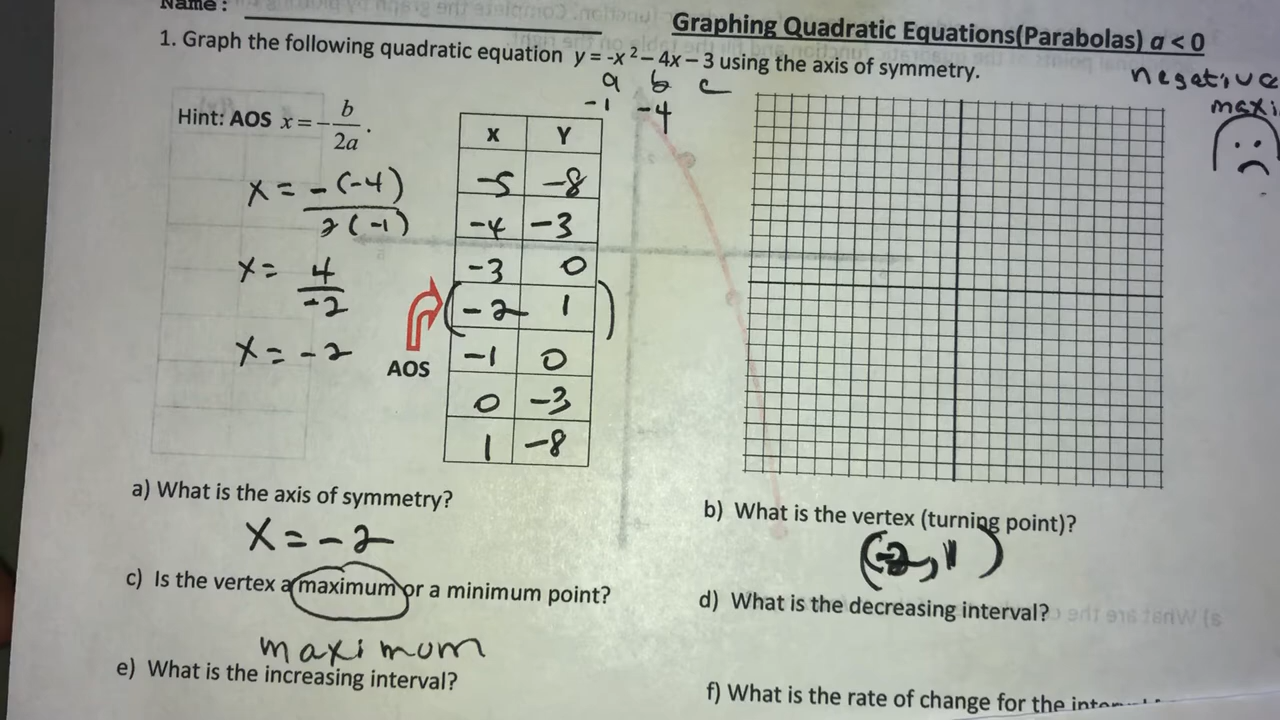 Name:
Graphing Quadratic Equations(Parabolas) a < 0
1. Graph the following quadratic equation y = -x² – 4x – 3 using the axis of symmetry.
a b c
-1 -4
negative
maxi
Hint: AOS x = - b/2a.
x = -(-4)/2(-1)
x = 4/-2
x = -2
AOS
X Y
-5 -8
-4 -3
-3 0
(-2 1)
-1 0
0 -3
1 -8
a) What is the axis of symmetry?
x = -2
b) What is the vertex (turning point)?
(-2, 1)
c) Is the vertex a maximum or a minimum point?
maximum
d) What is the decreasing interval?
e) What is the increasing interval?
f) What is the rate of change for the